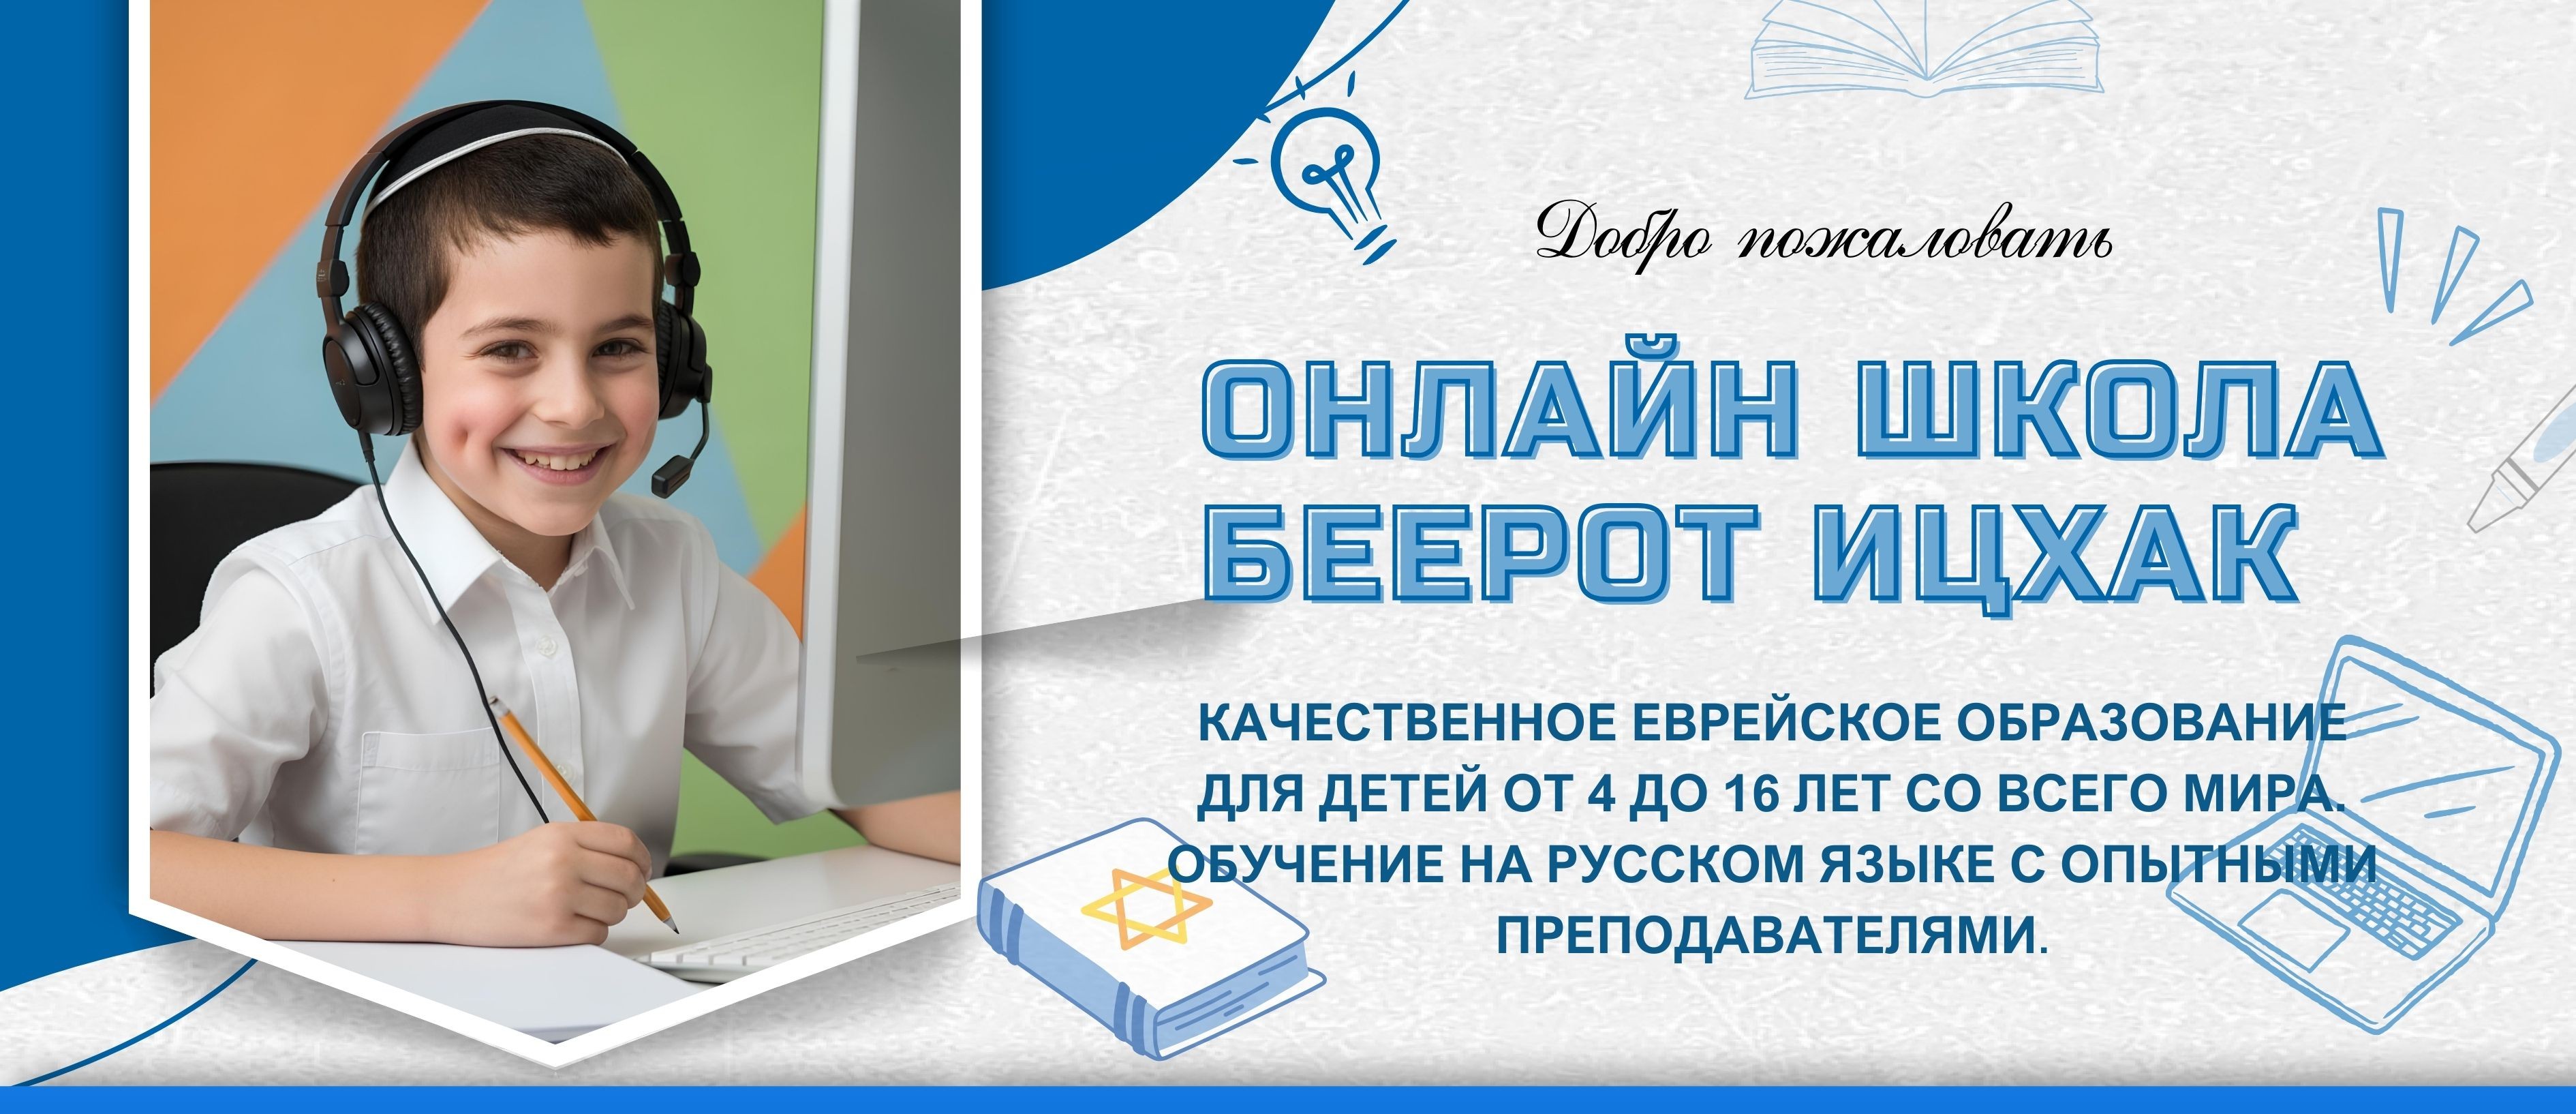 Добро пожаловать
ОНЛАЙН ШКОЛА
БЕЕРОТ ИЦХАК
КАЧЕСТВЕННОЕ ЕВРЕЙСКОЕ ОБРАЗОВАНИЕ
ДЛЯ ДЕТЕЙ ОТ 4 ДО 16 ЛЕТ СО ВСЕГО МИРА.
ОБУЧЕНИЕ НА РУССКОМ ЯЗЫКЕ С ОПЫТНЫМИ
ПРЕПОДАВАТЕЛЯМИ.